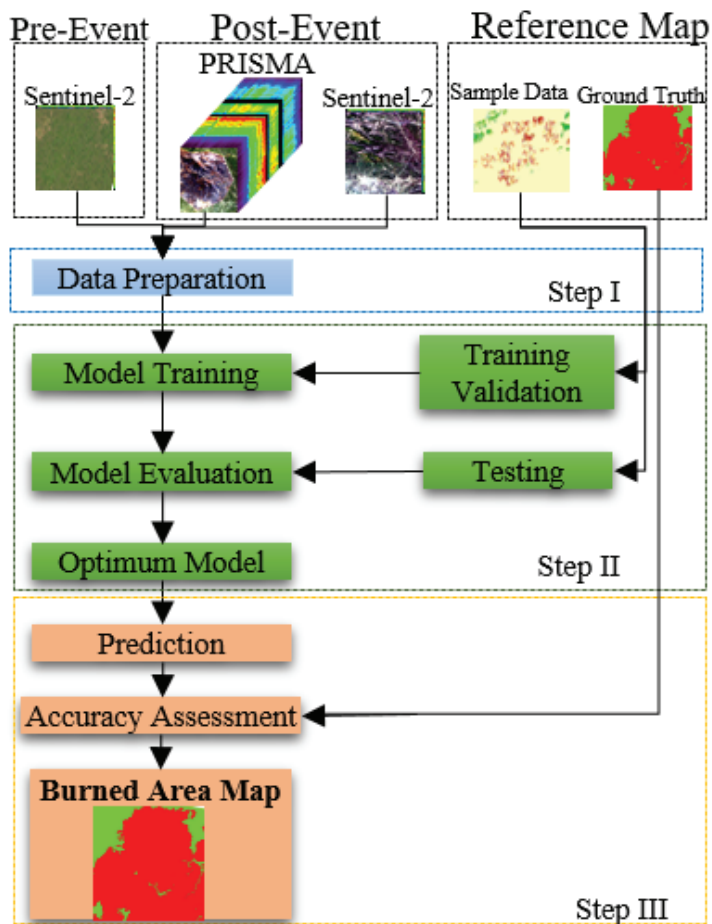 Pre-Event
Post-Event
Reference Map
Sentinel-2
PRISMA
Sentinel-2
Sample Data
Ground Truth
Data Preparation
Step I
Model Training
Training
Validation
Model Evaluation
Testing
Optimum Model
Step II
Prediction
Accuracy Assessment
Burned Area Map
Step III